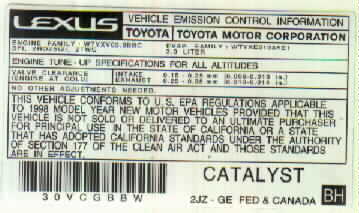 LEXUS VEHICLE EMISSION CONTROL INFORMATION
TOYOTA TOYOTA MOTOR CORPORATION
ENGINE FAMILY
3.0 LITER
ENGINE TUNE-UP SPECIFICATIONS FOR ALL ALTITUDES
VALVE CLEARANCE INTAKE
(ENGINE AT COLD) EXHAUST
NO OTHER ADJUSTMENTS NEEDED.
THIS VEHICLE CONFORMS TO U.S. EPA REGULATIONS APPLICABLE
TO 1998 MODEL YEAR NEW MOTOR VEHICLES PROVIDED THAT THIS
VEHICLE IS NOT SOLD OR DELIVERED TO AN ULTIMATE PURCHASER
FOR PRINCIPAL USE IN THE STATE OF CALIFORNIA OR A STATE
THAT HAS ADOPTED CALIFORNIA STANDARDS UNDER THE AUTHORITY
OF SECTION 177 OF THE CLEAN AIR ACT AND THOSE STANDARDS
ARE IN EFFECT.
CATALYST
30VCGBBW 2JZ - GE FED & CANADA BH